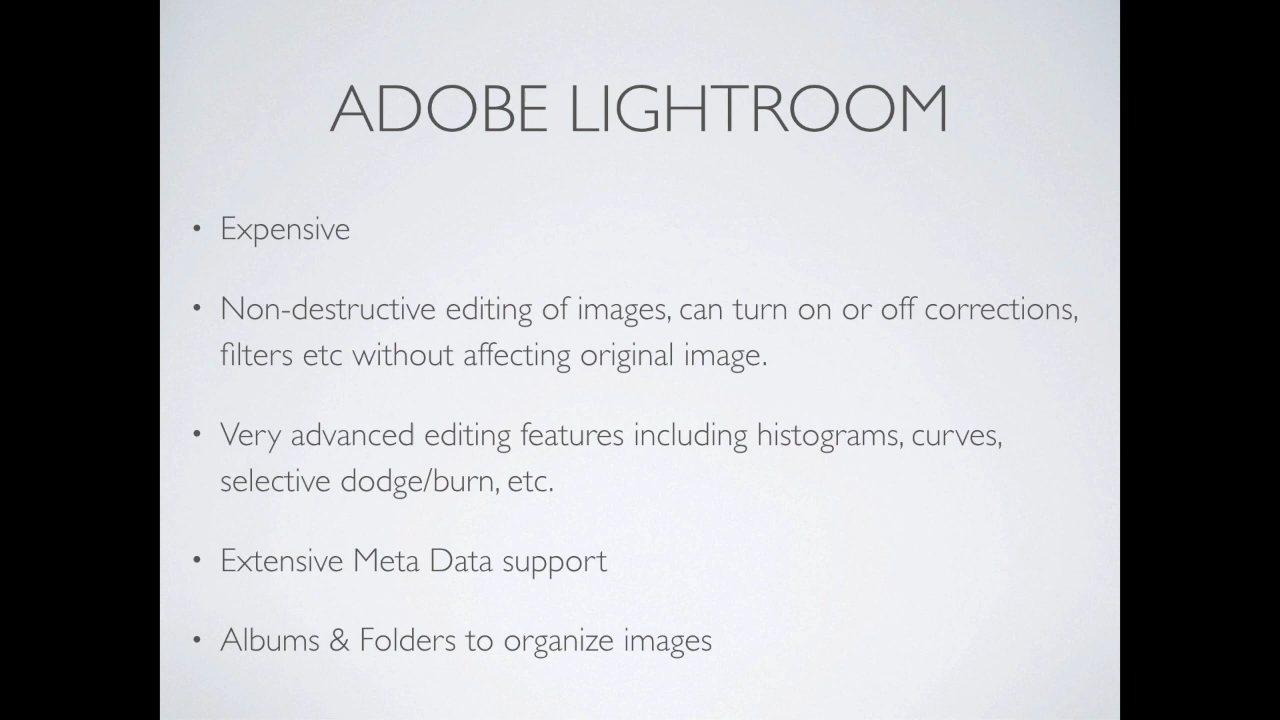 ADOBE LIGHTROOM
• Expensive
• Non-destructive editing of images, can turn on or off corrections,
filters etc without affecting original image.
• Very advanced editing features including histograms, curves,
selective dodge/burn, etc.
• Extensive Meta Data support
• Albums & Folders to organize images